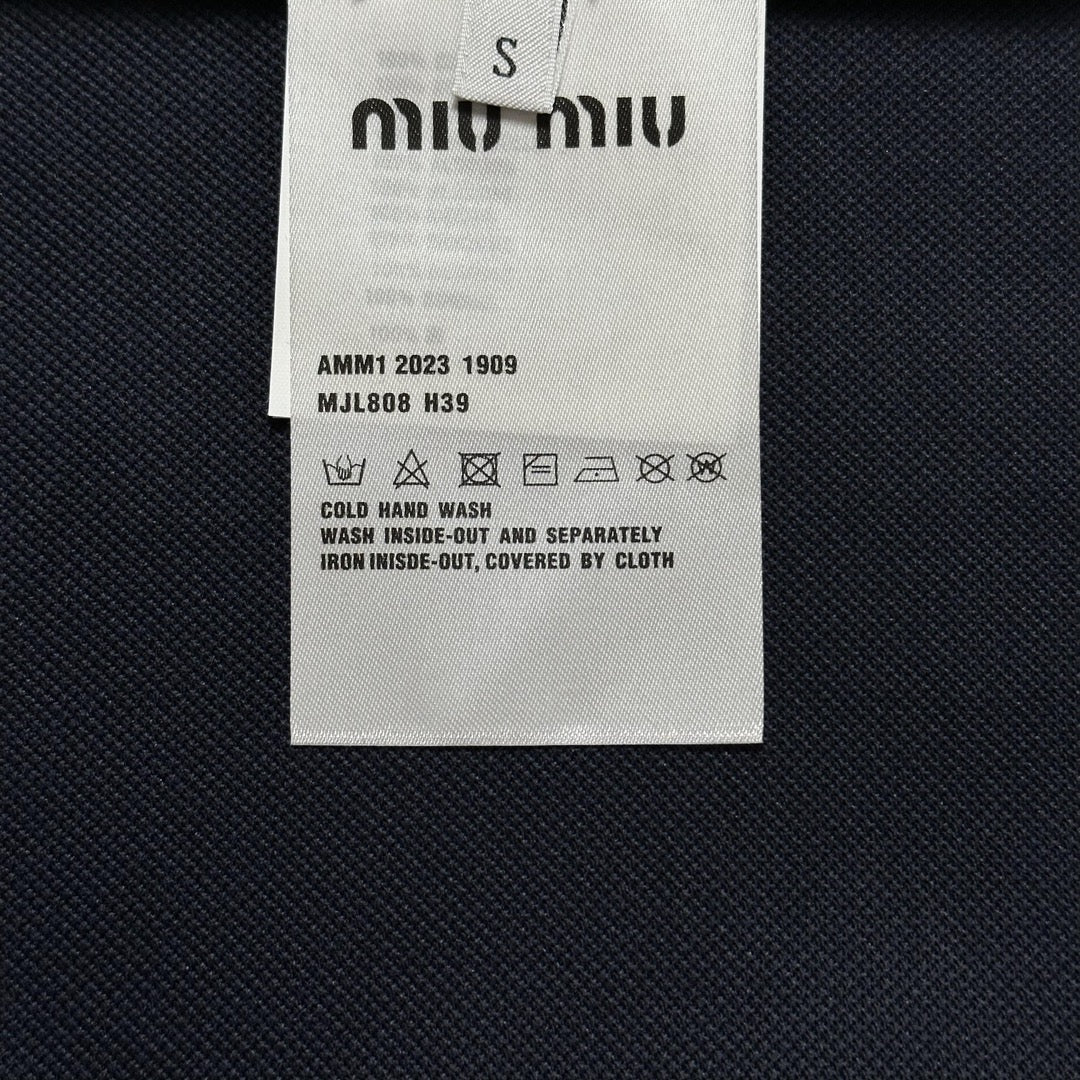 S
miu miu
AMM1 2023 1909
MJL808 H39
COLD HAND WASH
WASH INSIDE-OUT AND SEPARATELY
IRON INISDE-OUT, COVERED BY CLOTH